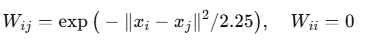 W_{ij} = \exp\left(-\|x_i - x_j\|^2/2.25\right), \quad W_{ii} = 0